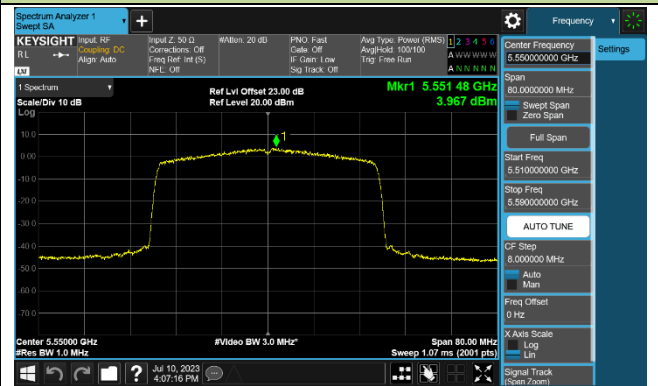 Spectrum Analyzer 1
Swept SA
+
Frequency
KEYSIGHT
RL
LXI
Input: RF
Coupling: DC
Align: Auto
Input Z: 50 Ω
Corrections: Off
Freq Ref: Int (S)
NFE: Off
#Atten: 20 dB
PNO: Fast
Gate: Off
IF Gain: Low
Sig Track: Off
Avg Type: Power (RMS)
Avg|Hold: 100/100
Trig: Free Run
1 2 3 4 5 6
A W W W W W
A N N N N N
1 Spectrum
Scale/Div 10 dB
Log
Ref Lvl Offset 23.00 dB
Ref Level 20.00 dBm
Mkr1 5.551 48 GHz
3.967 dBm
1
10.0
0.00
-10.0
-20.0
-30.0
-40.0
-50.0
-60.0
-70.0
Center 5.55000 GHz
#Res BW 1.0 MHz
#Video BW 3.0 MHz*
Span 80.00 MHz
Sweep 1.07 ms (2001 pts)
Jul 10, 2023
4:07:16 PM
?
Center Frequency
5.550000000 GHz
Settings
Span
80.0000000 MHz
Swept Span
Zero Span
Full Span
Start Freq
5.510000000 GHz
Stop Freq
5.590000000 GHz
AUTO TUNE
CF Step
8.000000 MHz
Auto
Man
Freq Offset
0 Hz
X Axis Scale
Log
Lin
Signal Track
(Span Zoom)